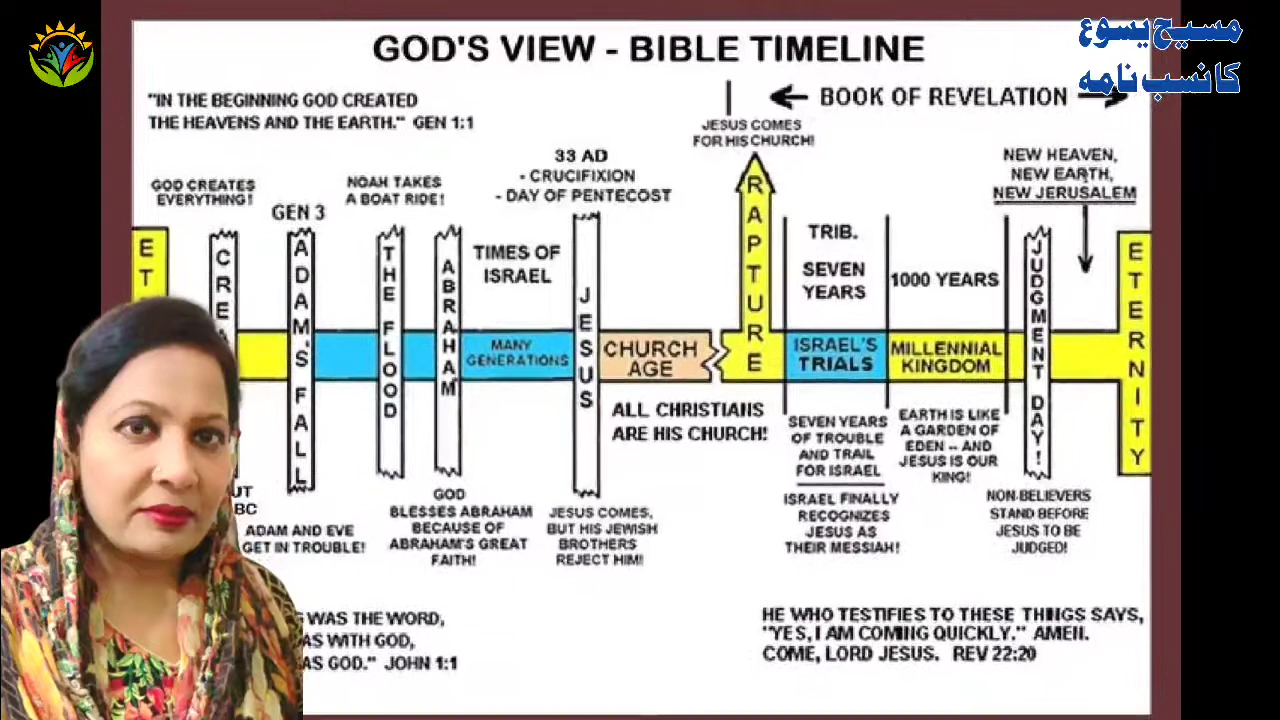 مسیح یسوع
کا نسب نامہ
GOD'S VIEW - BIBLE TIMELINE
"IN THE BEGINNING GOD CREATED
THE HEAVENS AND THE EARTH." GEN 1:1
BOOK OF REVELATION
JESUS COMES
FOR HIS CHURCH!
33 AD
- CRUCIFIXION
- DAY OF PENTECOST
NEW HEAVEN,
NEW EARTH,
NEW JERUSALEM
GOD CREATES
EVERYTHING!
GEN 3
NOAH TAKES
A BOAT RIDE!
TIMES OF
ISRAEL
TRIB.
SEVEN
YEARS
1000 YEARS
ET
CREA
ADAM'S FALL
THE FLOOD
ABRAHAM
MANY
GENERATIONS
JESUS
CHURCH
AGE
RAPTURE
ISRAEL'S
TRIALS
MILLENNIAL
KINGDOM
JUDGMENT DAY!
ETERNITY
UT
BC
ADAM AND EVE
GET IN TROUBLE!
GOD
BLESSES ABRAHAM
BECAUSE OF
ABRAHAM'S GREAT
FAITH!
JESUS COMES,
BUT HIS JEWISH
BROTHERS
REJECT HIM!
ALL CHRISTIANS
ARE HIS CHURCH!
SEVEN YEARS
OF TROUBLE
AND TRAIL
FOR ISRAEL
ISRAEL FINALLY
RECOGNIZES
JESUS AS
THEIR MESSIAH!
EARTH IS LIKE
A GARDEN OF
EDEN -- AND
JESUS IS OUR
KING!
NON-BELIEVERS
STAND BEFORE
JESUS TO BE
JUDGED!
G WAS THE WORD,
AS WITH GOD,
AS GOD." JOHN 1:1
HE WHO TESTIFIES TO THESE THINGS SAYS,
"YES, I AM COMING QUICKLY." AMEN.
COME, LORD JESUS. REV 22:20